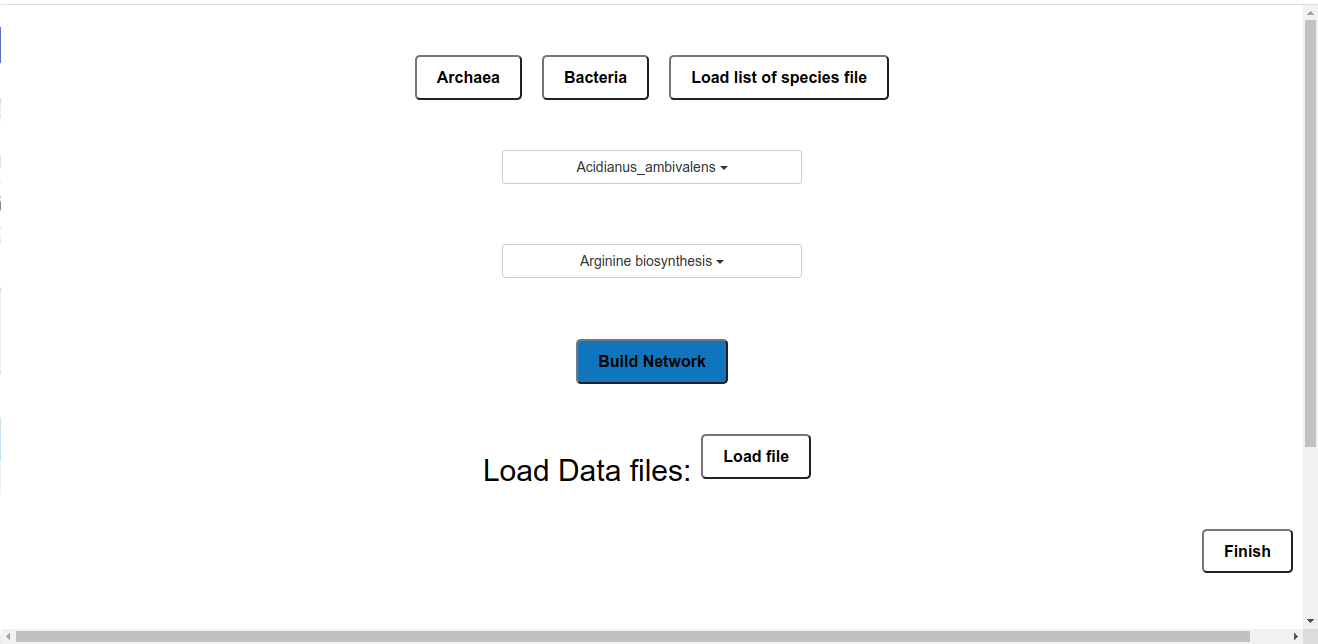 Archaea Bacteria Load list of species file
Acidianus_ambivalens
Arginine biosynthesis
Build Network
Load Data files: Load file
Finish